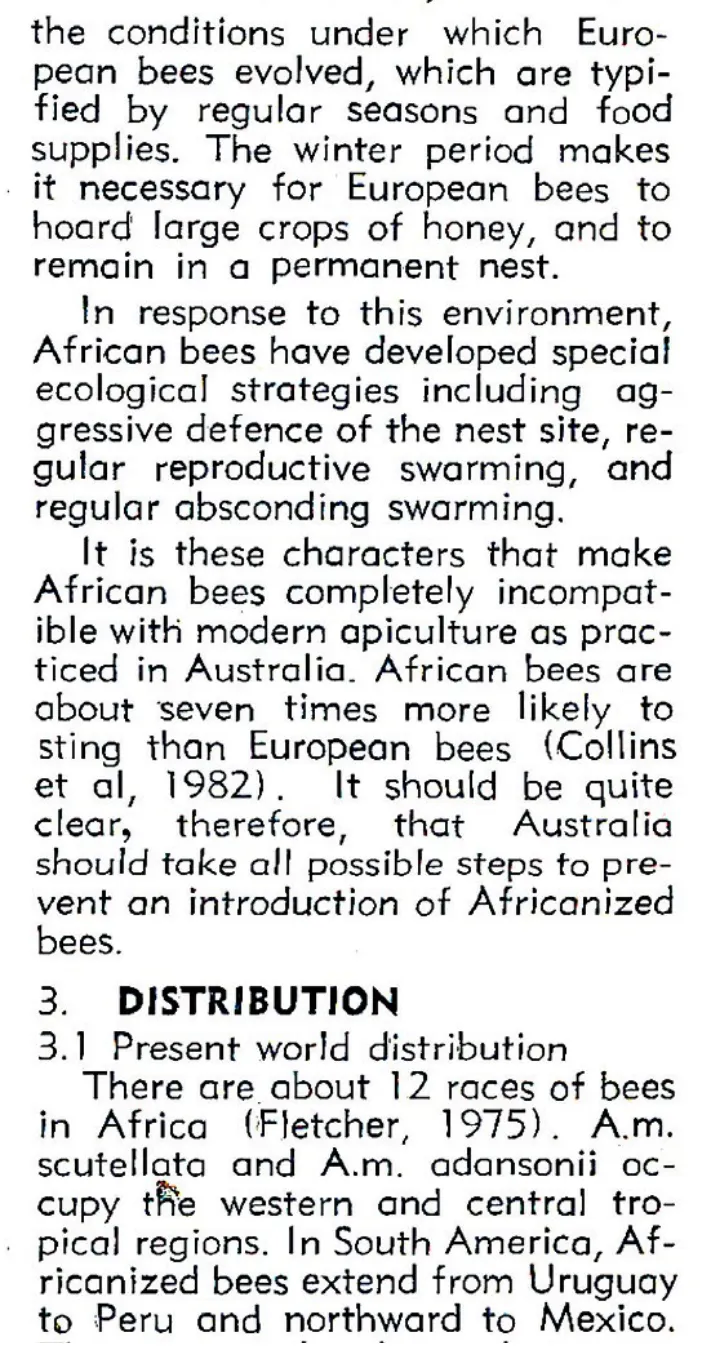 the conditions under which Euro-
pean bees evolved, which are typi-
fied by regular seasons and food
supplies. The winter period makes
it necessary for European bees to
hoard large crops of honey, and to
remain in a permanent nest.
In response to this environment,
African bees have developed special
ecological strategies including ag-
gressive defence of the nest site, re-
gular reproductive swarming, and
regular absconding swarming.
It is these characters that make
African bees completely incompat-
ible with modern apiculture as prac-
ticed in Australia. African bees are
about seven times more likely to
sting than European bees (Collins
et al, 1982). It should be quite
clear, therefore, that Australia
should take all possible steps to pre-
vent an introduction of Africanized
bees.
3. DISTRIBUTION
3.1 Present world distribution
There are about 12 races of bees
in Africa (Fletcher, 1975). A.m.
scutellata and A.m. adansonii oc-
cupy the western and central tro-
pical regions. In South America, Af-
ricanized bees extend from Uruguay
to Peru and northward to Mexico.